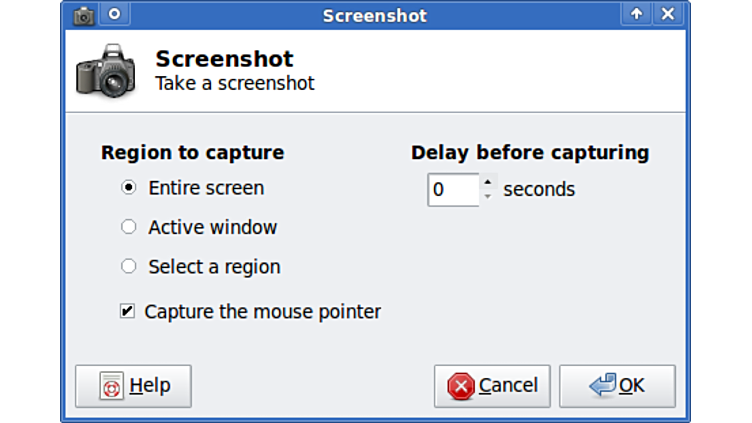 Screenshot
Screenshot
Take a screenshot
Region to capture
Entire screen
Active window
Select a region
Capture the mouse pointer
Delay before capturing
0 seconds
Help
Cancel
OK